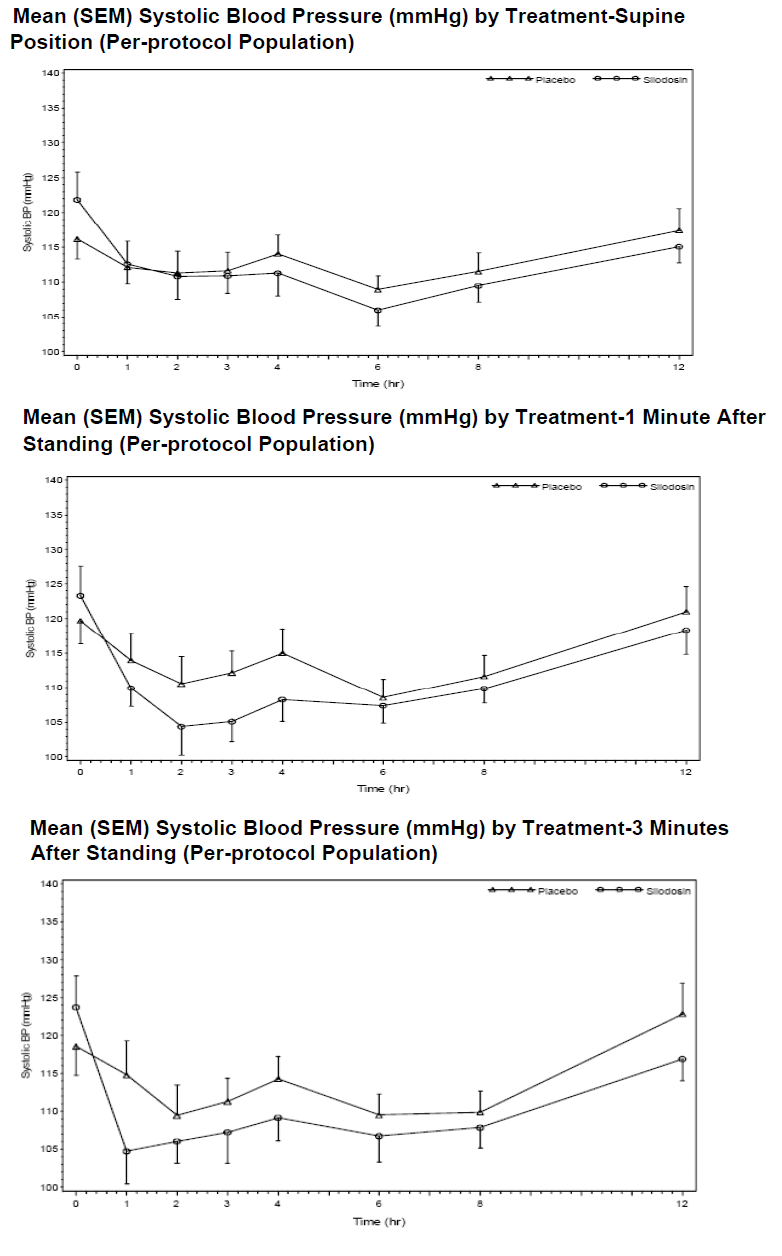 Mean (SEM) Systolic Blood Pressure (mmHg) by Treatment-Supine
Position (Per-protocol Population)
Placebo Silodosin
140
135
130
125
120
115
110
105
100
Systolic BP (mmHg)
0 1 2 3 4 6 8 12
Time (hr)
Mean (SEM) Systolic Blood Pressure (mmHg) by Treatment-1 Minute After
Standing (Per-protocol Population)
Placebo Silodosin
140
135
130
125
120
115
110
105
100
Systolic BP (mmHg)
0 1 2 3 4 6 8 12
Time (hr)
Mean (SEM) Systolic Blood Pressure (mmHg) by Treatment-3 Minutes
After Standing (Per-protocol Population)
Placebo Silodosin
140
135
130
125
120
115
110
105
100
Systolic BP (mmHg)
0 1 2 3 4 6 8 12
Time (hr)